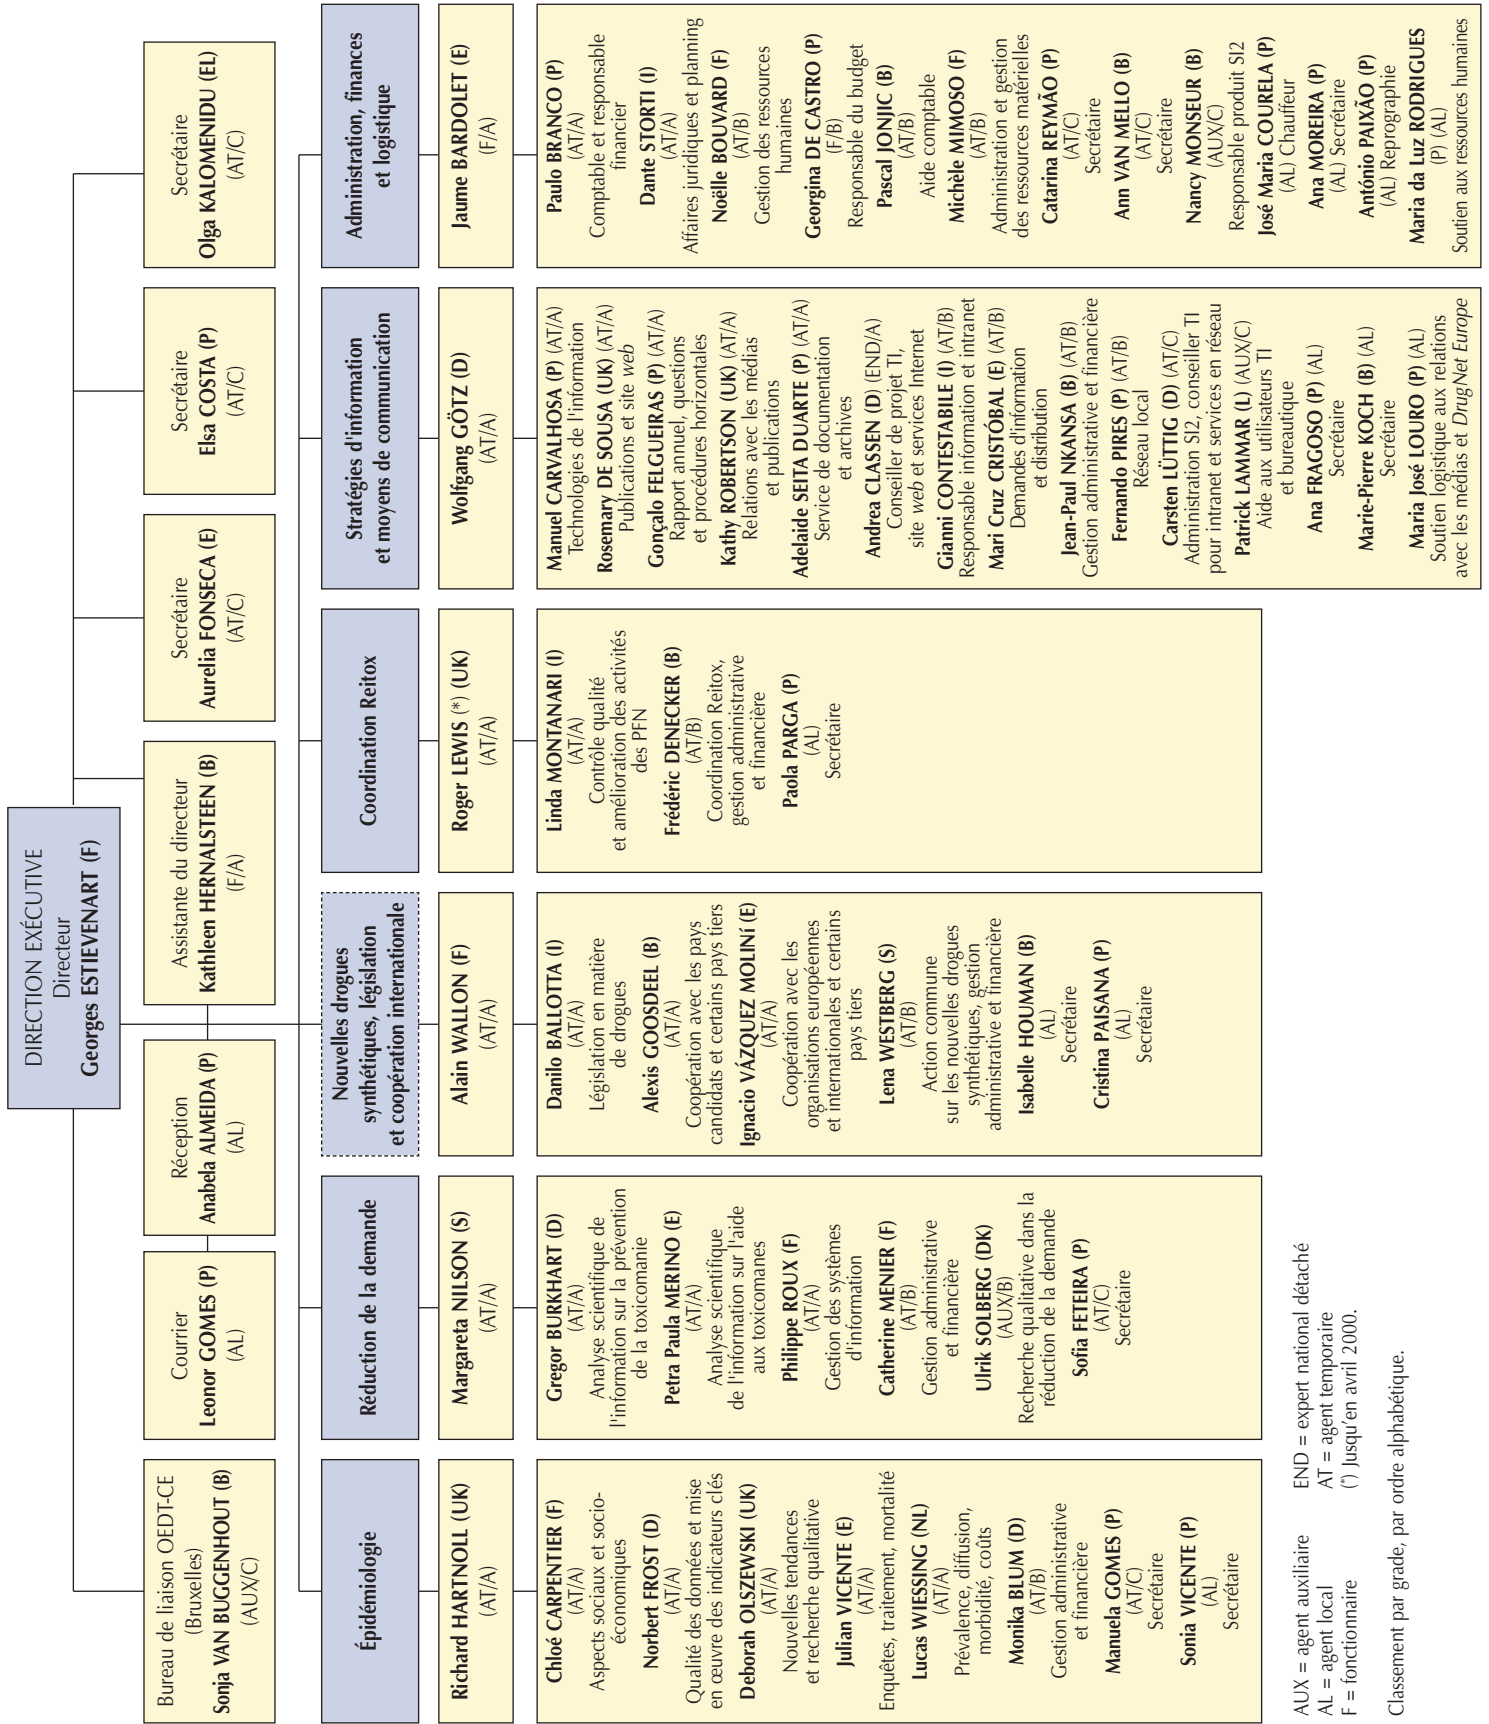 DIRECTION EXÉCUTIVE
Directeur
Georges ESTIEVENART (F)
Bureau de liaison OEDT-CE
(Bruxelles)
Sonja VAN BUGGENHOUT (B)
(AUX/C)
Courrier
Leonor GOMES (P)
(AL)
Réception
Anabela ALMEIDA (P)
(AL)
Assistante du directeur
Kathleen HERNALSTEEN (B)
(F/A)
Secrétaire
Aurelia FONSECA (E)
(AT/C)
Secrétaire
Elsa COSTA (P)
(AT/C)
Secrétaire
Olga KALOMENIDU (EL)
(AT/C)
Épidémiologie
Richard HARTNOLL (UK)
(AT/A)
Chloé CARPENTIER (F)
(AT/A)
Aspects sociaux et socio-
économiques
Norbert FROST (D)
(AT/A)
Qualité des données et mise
en œuvre des indicateurs clés
Deborah OLSZEWSKI (UK)
(AT/A)
Nouvelles tendances
et recherche qualitative
Julian VICENTE (E)
(AT/A)
Enquêtes, traitement, mortalité
Lucas WIESSING (NL)
(AT/A)
Prévalence, diffusion,
morbidité, coûts
Monika BLUM (D)
(AT/B)
Gestion administrative
et financière
Manuela GOMES (P)
(AT/C)
Secrétaire
Sonia VICENTE (P)
(AL)
Secrétaire
Réduction de la demande
Margareta NILSON (S)
(AT/A)
Gregor BURKHART (D)
(AT/A)
Analyse scientifique de
l'information sur la prévention
de la toxicomanie
Petra Paula MERINO (E)
(AT/A)
Analyse scientifique
de l'information sur l'aide
aux toxicomanes
Philippe ROUX (F)
(AT/A)
Gestion des systèmes
d'information
Catherine MENIER (F)
(AT/B)
Gestion administrative
et financière
Ulrik SOLBERG (DK)
(AUX/B)
Recherche qualitative dans la
réduction de la demande
Sofia FETEIRA (P)
(AT/C)
Secrétaire
Nouvelles drogues
synthétiques, législation
et coopération internationale
Alain WALLON (F)
(AT/A)
Danilo BALLOTTA (I)
(AT/A)
Législation en matière
de drogues
Alexis GOOSDEEL (B)
(AT/A)
Coopération avec les pays
candidats et certains pays tiers
Ignacio VÁZQUEZ MOLINÍ (E)
(AT/A)
Coopération avec les
organisations européennes
et internationales et certains
pays tiers
Lena WESTBERG (S)
(AT/B)
Action commune
sur les nouvelles drogues
synthétiques, gestion
administrative et financière
Isabelle HOUMAN (B)
(AL)
Secrétaire
Cristina PAISANA (P)
(AL)
Secrétaire
Coordination Reitox
Roger LEWIS (*) (UK)
(AT/A)
Linda MONTANARI (I)
(AT/A)
Contrôle qualité
et amélioration des activités
des PFN
Frédéric DENECKER (B)
(AT/B)
Coordination Reitox,
gestion administrative
et financière
Paola PARGA (P)
(AL)
Secrétaire
Stratégies d'information
et moyens de communication
Wolfgang GÖTZ (D)
(AT/A)
Manuel CARVALHOSA (P) (AT/A)
Technologies de l'information
Rosemary DE SOUSA (UK) (AT/A)
Publications et site web
Gonçalo FELGUEIRAS (P) (AT/A)
Rapport annuel, questions
et procédures horizontales
Kathy ROBERTSON (UK) (AT/A)
Relations avec les médias
et publications
Adelaide SEITA DUARTE (P) (AT/A)
Service de documentation
et archives
Andrea CLASSEN (D) (END/A)
Conseiller de projet TI,
site web et services Internet
Gianni CONTESTABILE (I) (AT/B)
Responsable information et intranet
Mari Cruz CRISTÓBAL (E) (AT/B)
Demandes d'information
et distribution
Jean-Paul NKANSA (B) (AT/B)
Gestion administrative et financière
Fernando PIRES (P) (AT/B)
Réseau local
Carsten LÜTTIG (D) (AT/C)
Administration SI2, conseiller TI
pour intranet et services en réseau
Patrick LAMMAR (L) (AUX/C)
Aide aux utilisateurs TI
et bureautique
Ana FRAGOSO (P) (AL)
Secrétaire
Marie-Pierre KOCH (B) (AL)
Secrétaire
Maria José LOURO (P) (AL)
Soutien logistique aux relations
avec les médias et DrugNet Europe
Administration, finances
et logistique
Jaume BARDOLET (E)
(F/A)
Paulo BRANCO (P)
(AT/A)
Comptable et responsable
financier
Dante STORTI (I)
(AT/A)
Affaires juridiques et planning
Noëlle BOUVARD (F)
(AT/B)
Gestion des ressources
humaines
Georgina DE CASTRO (P)
(F/B)
Responsable du budget
Pascal JONJIC (B)
(AT/B)
Aide comptable
Michèle MIMOSO (F)
(AT/B)
Administration et gestion
des ressources matérielles
Catarina REYMÃO (P)
(AT/C)
Secrétaire
Ann VAN MELLO (B)
(AT/C)
Secrétaire
Nancy MONSEUR (B)
(AUX/C)
Responsable produit SI2
José Maria COURELA (P)
(AL) Chauffeur
Ana MOREIRA (P)
(AL) Secrétaire
António PAIXÃO (P)
(AL) Reprographie
Maria da Luz RODRIGUES
(P) (AL)
Soutien aux ressources humaines
AUX = agent auxiliaire
AL = agent local
F = fonctionnaire
END = expert national détaché
AT = agent temporaire
(*) Jusqu'en avril 2000.
Classement par grade, par ordre alphabétique.